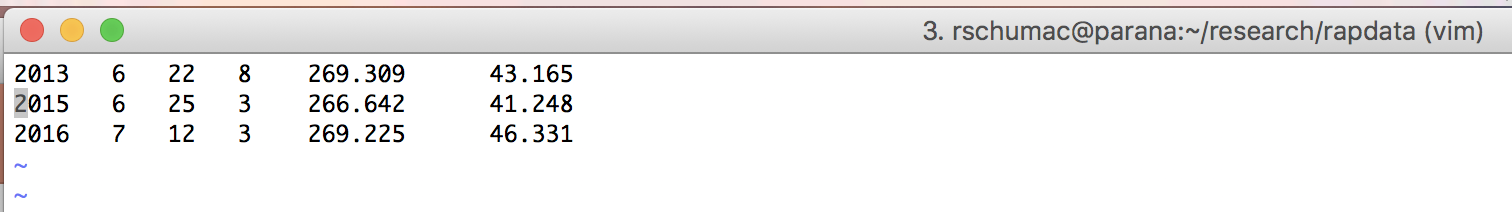 3. rschumac@parana:~/research/rapdata (vim)
2013 6 22 8 269.309 43.165
2015 6 25 3 266.642 41.248
2016 7 12 3 269.225 46.331
~
~